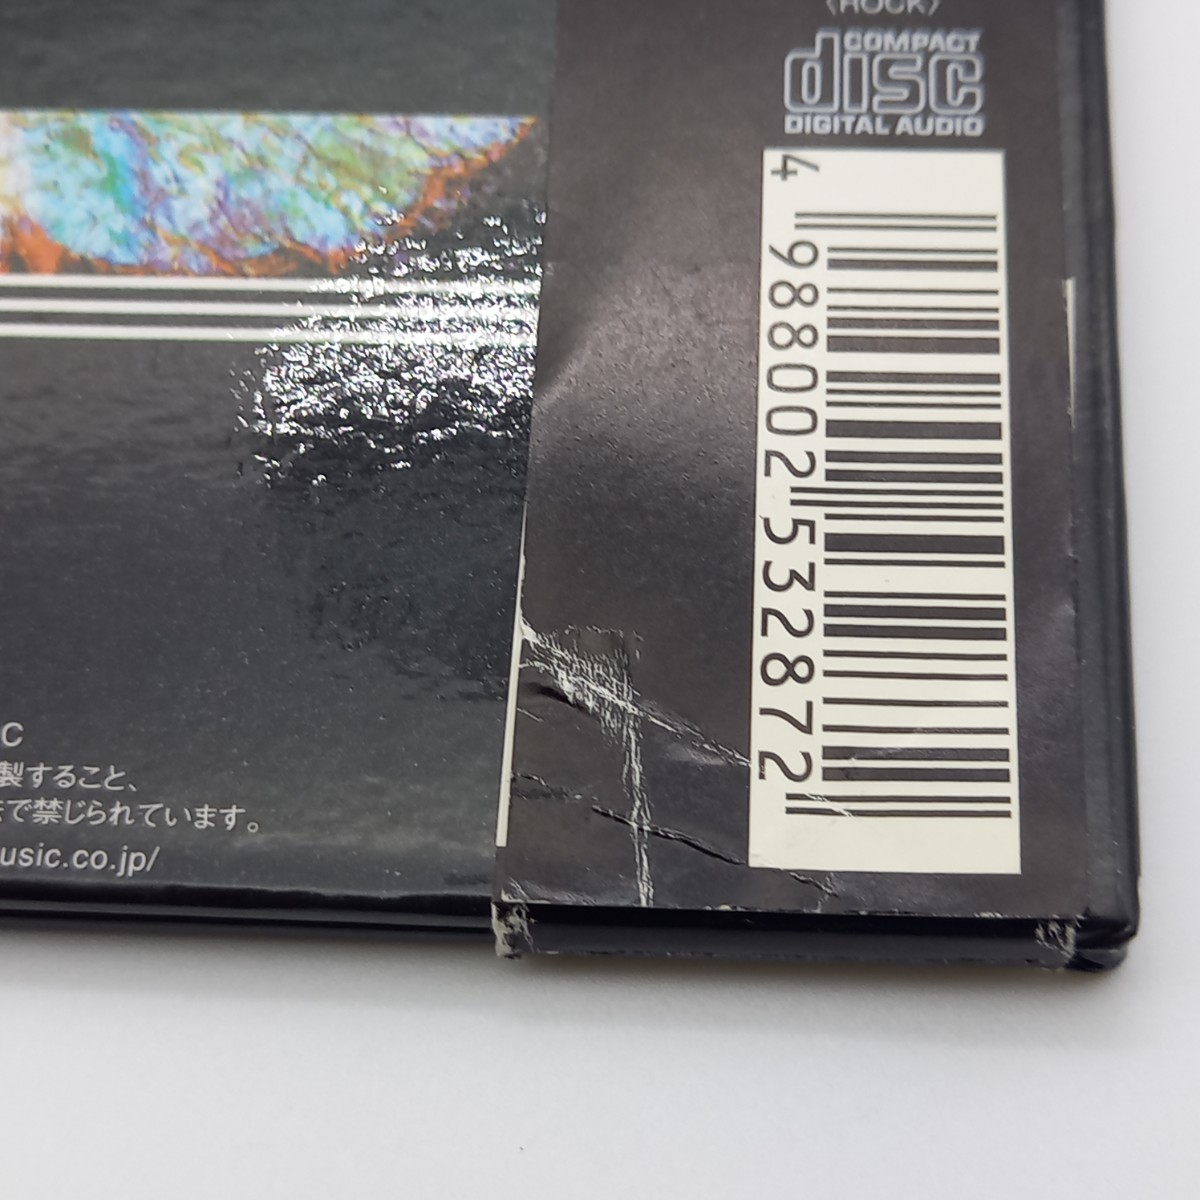 〈ROCK〉
COMPACT
disc
DIGITAL AUDIO
4 988002 532872
C
製すること、
で禁じられています。
usic.co.jp/